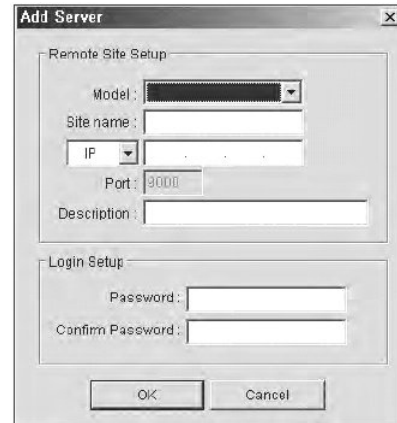 Add Server
Remote Site Setup
Model :
Site name :
IP
Port : 9000
Description :
Login Setup
Password :
Confirm Password :
OK
Cancel